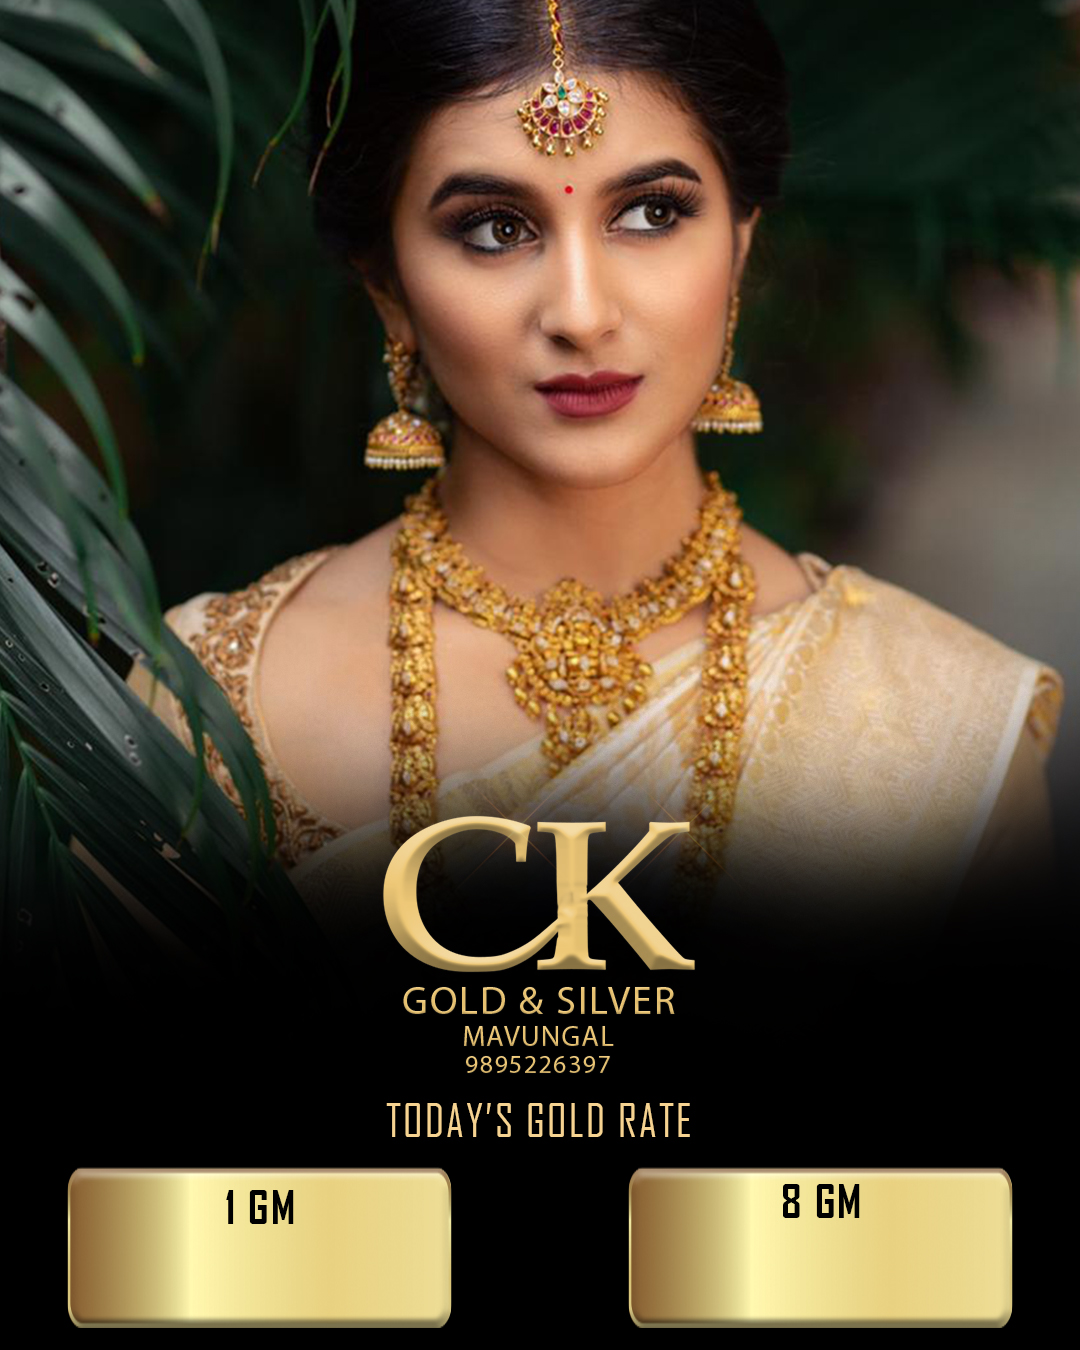 CK
GOLD & SILVER
MAVUNGAL
9895226397
TODAY'S GOLD RATE
1 GM
8 GM